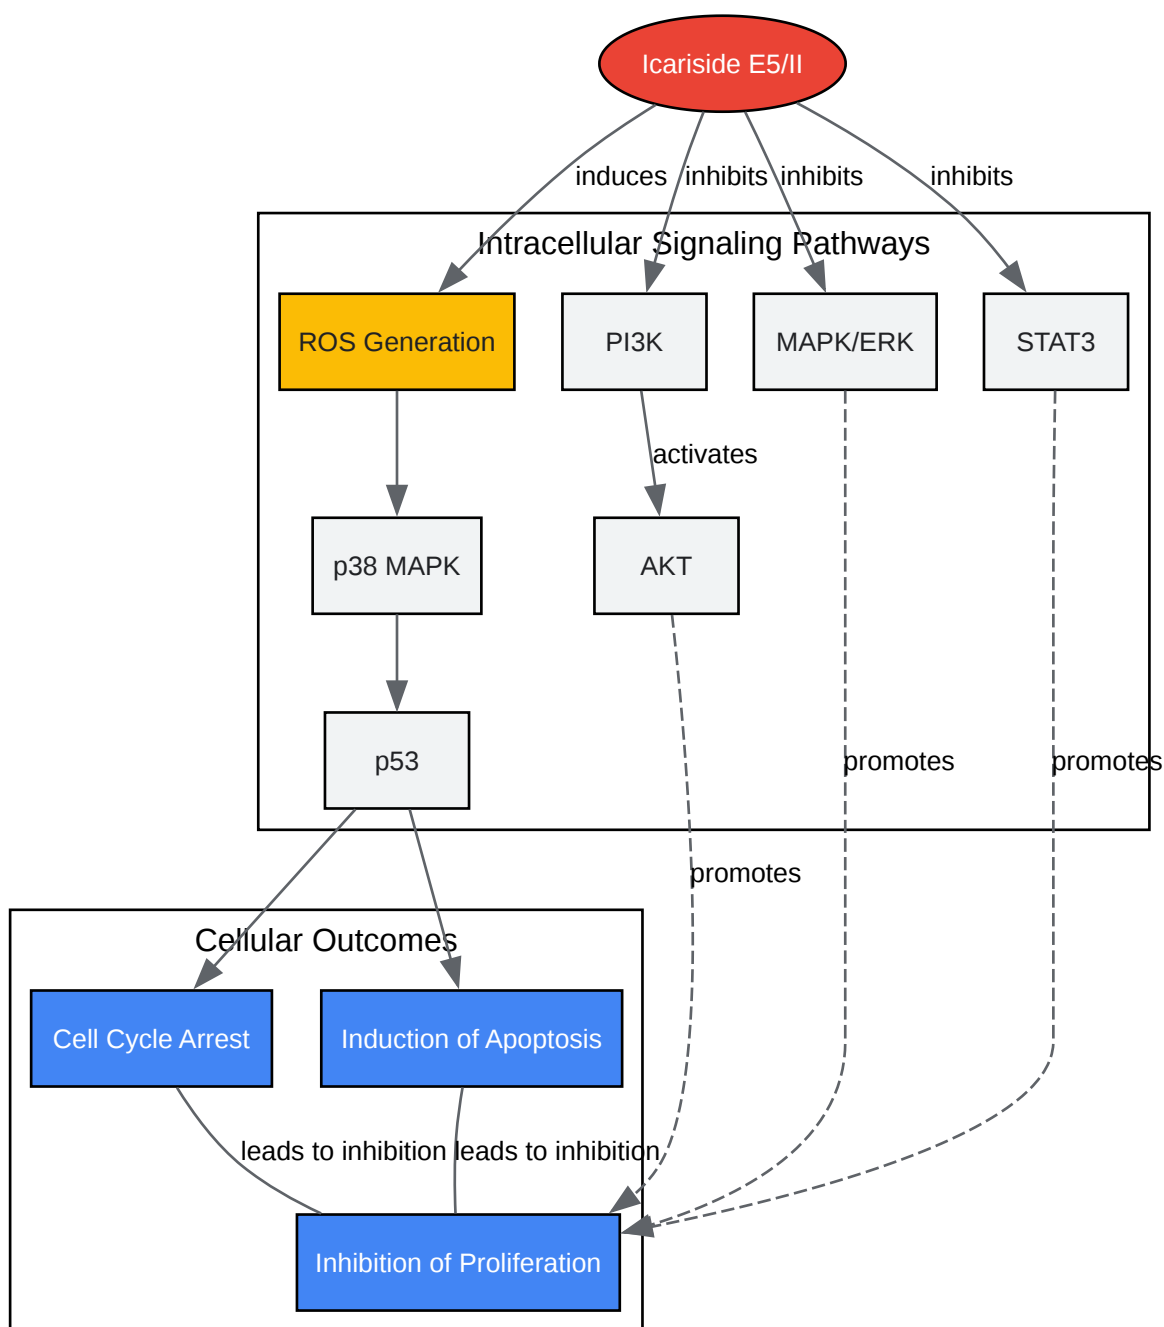 Icariside E5/II
induces
inhibits
inhibits
inhibits
Intracellular Signaling Pathways
ROS Generation
PI3K
MAPK/ERK
STAT3
activates
p38 MAPK
AKT
p53
promotes
promotes
promotes
Cellular Outcomes
Cell Cycle Arrest
Induction of Apoptosis
leads to inhibition
leads to inhibition
Inhibition of Proliferation